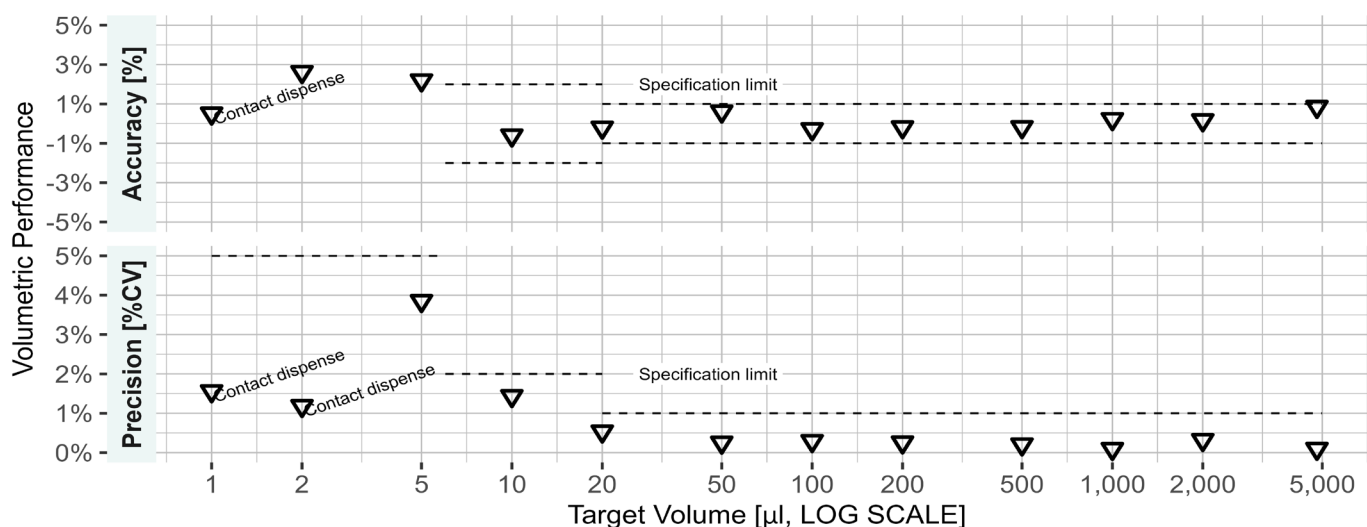 Volumetric Performance
Accuracy [%]
5%
3%
1%
-1%
-3%
-5%
Contact dispense
Specification limit
Precision [%CV]
5%
4%
3%
2%
1%
0%
Contact dispense
Contact dispense
Specification limit
1 2 5 10 20 50 100 200 500 1,000 2,000 5,000
Target Volume [µl, LOG SCALE]